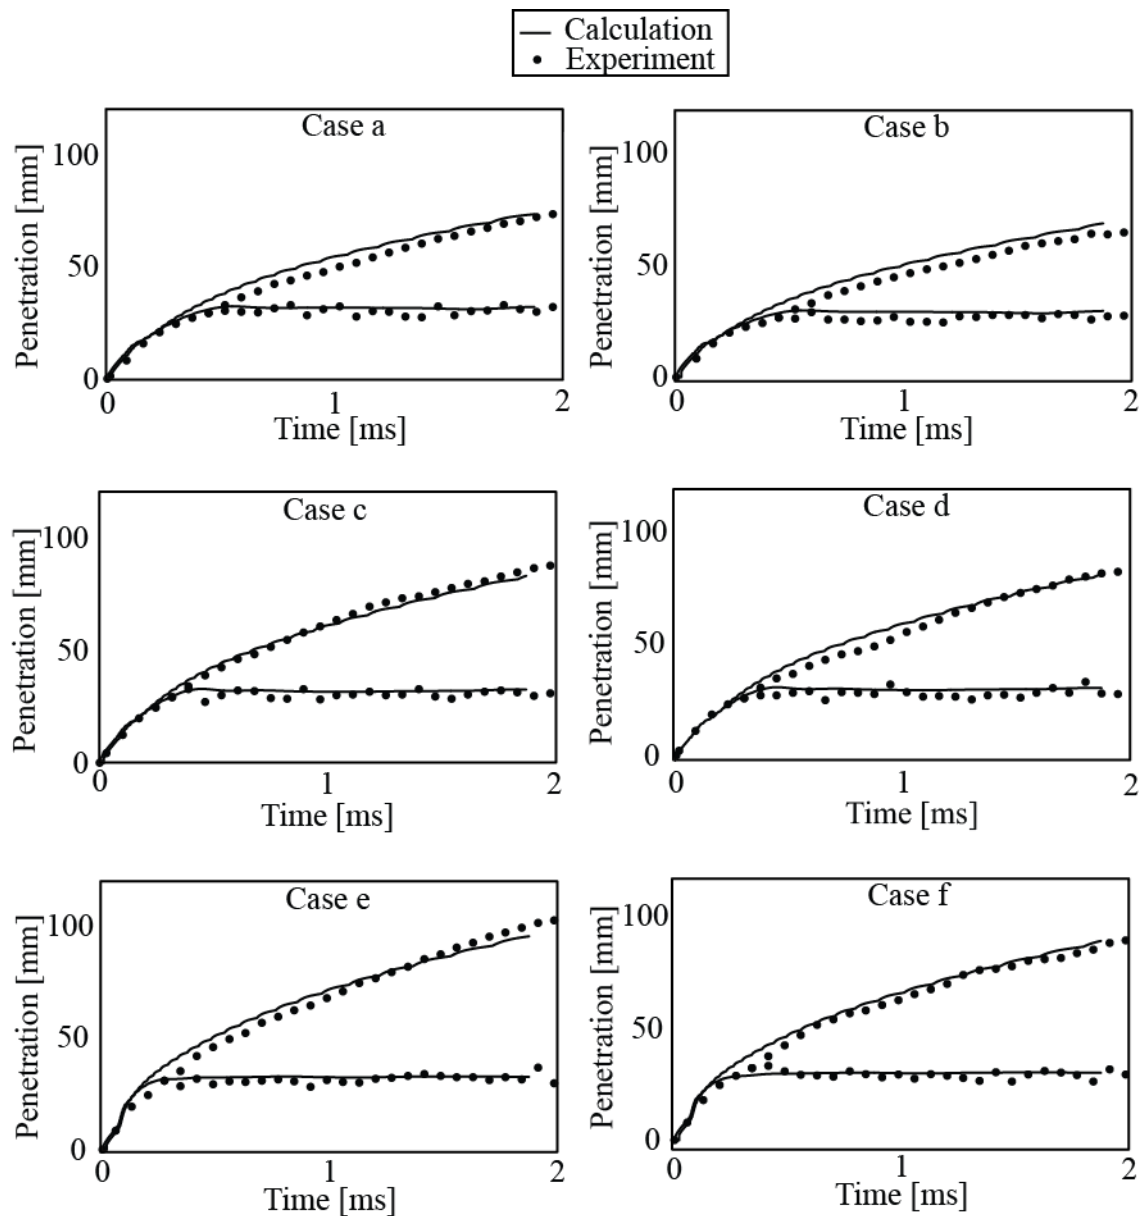 Calculation
Experiment
Case a
Penetration [mm]
100
50
0
0
1
2
Time [ms]
Case b
Penetration [mm]
100
50
0
0
1
2
Time [ms]
Case c
Penetration [mm]
100
50
0
0
1
2
Time [ms]
Case d
Penetration [mm]
100
50
0
0
1
2
Time [ms]
Case e
Penetration [mm]
100
50
0
0
1
2
Time [ms]
Case f
Penetration [mm]
100
50
0
0
1
2
Time [ms]